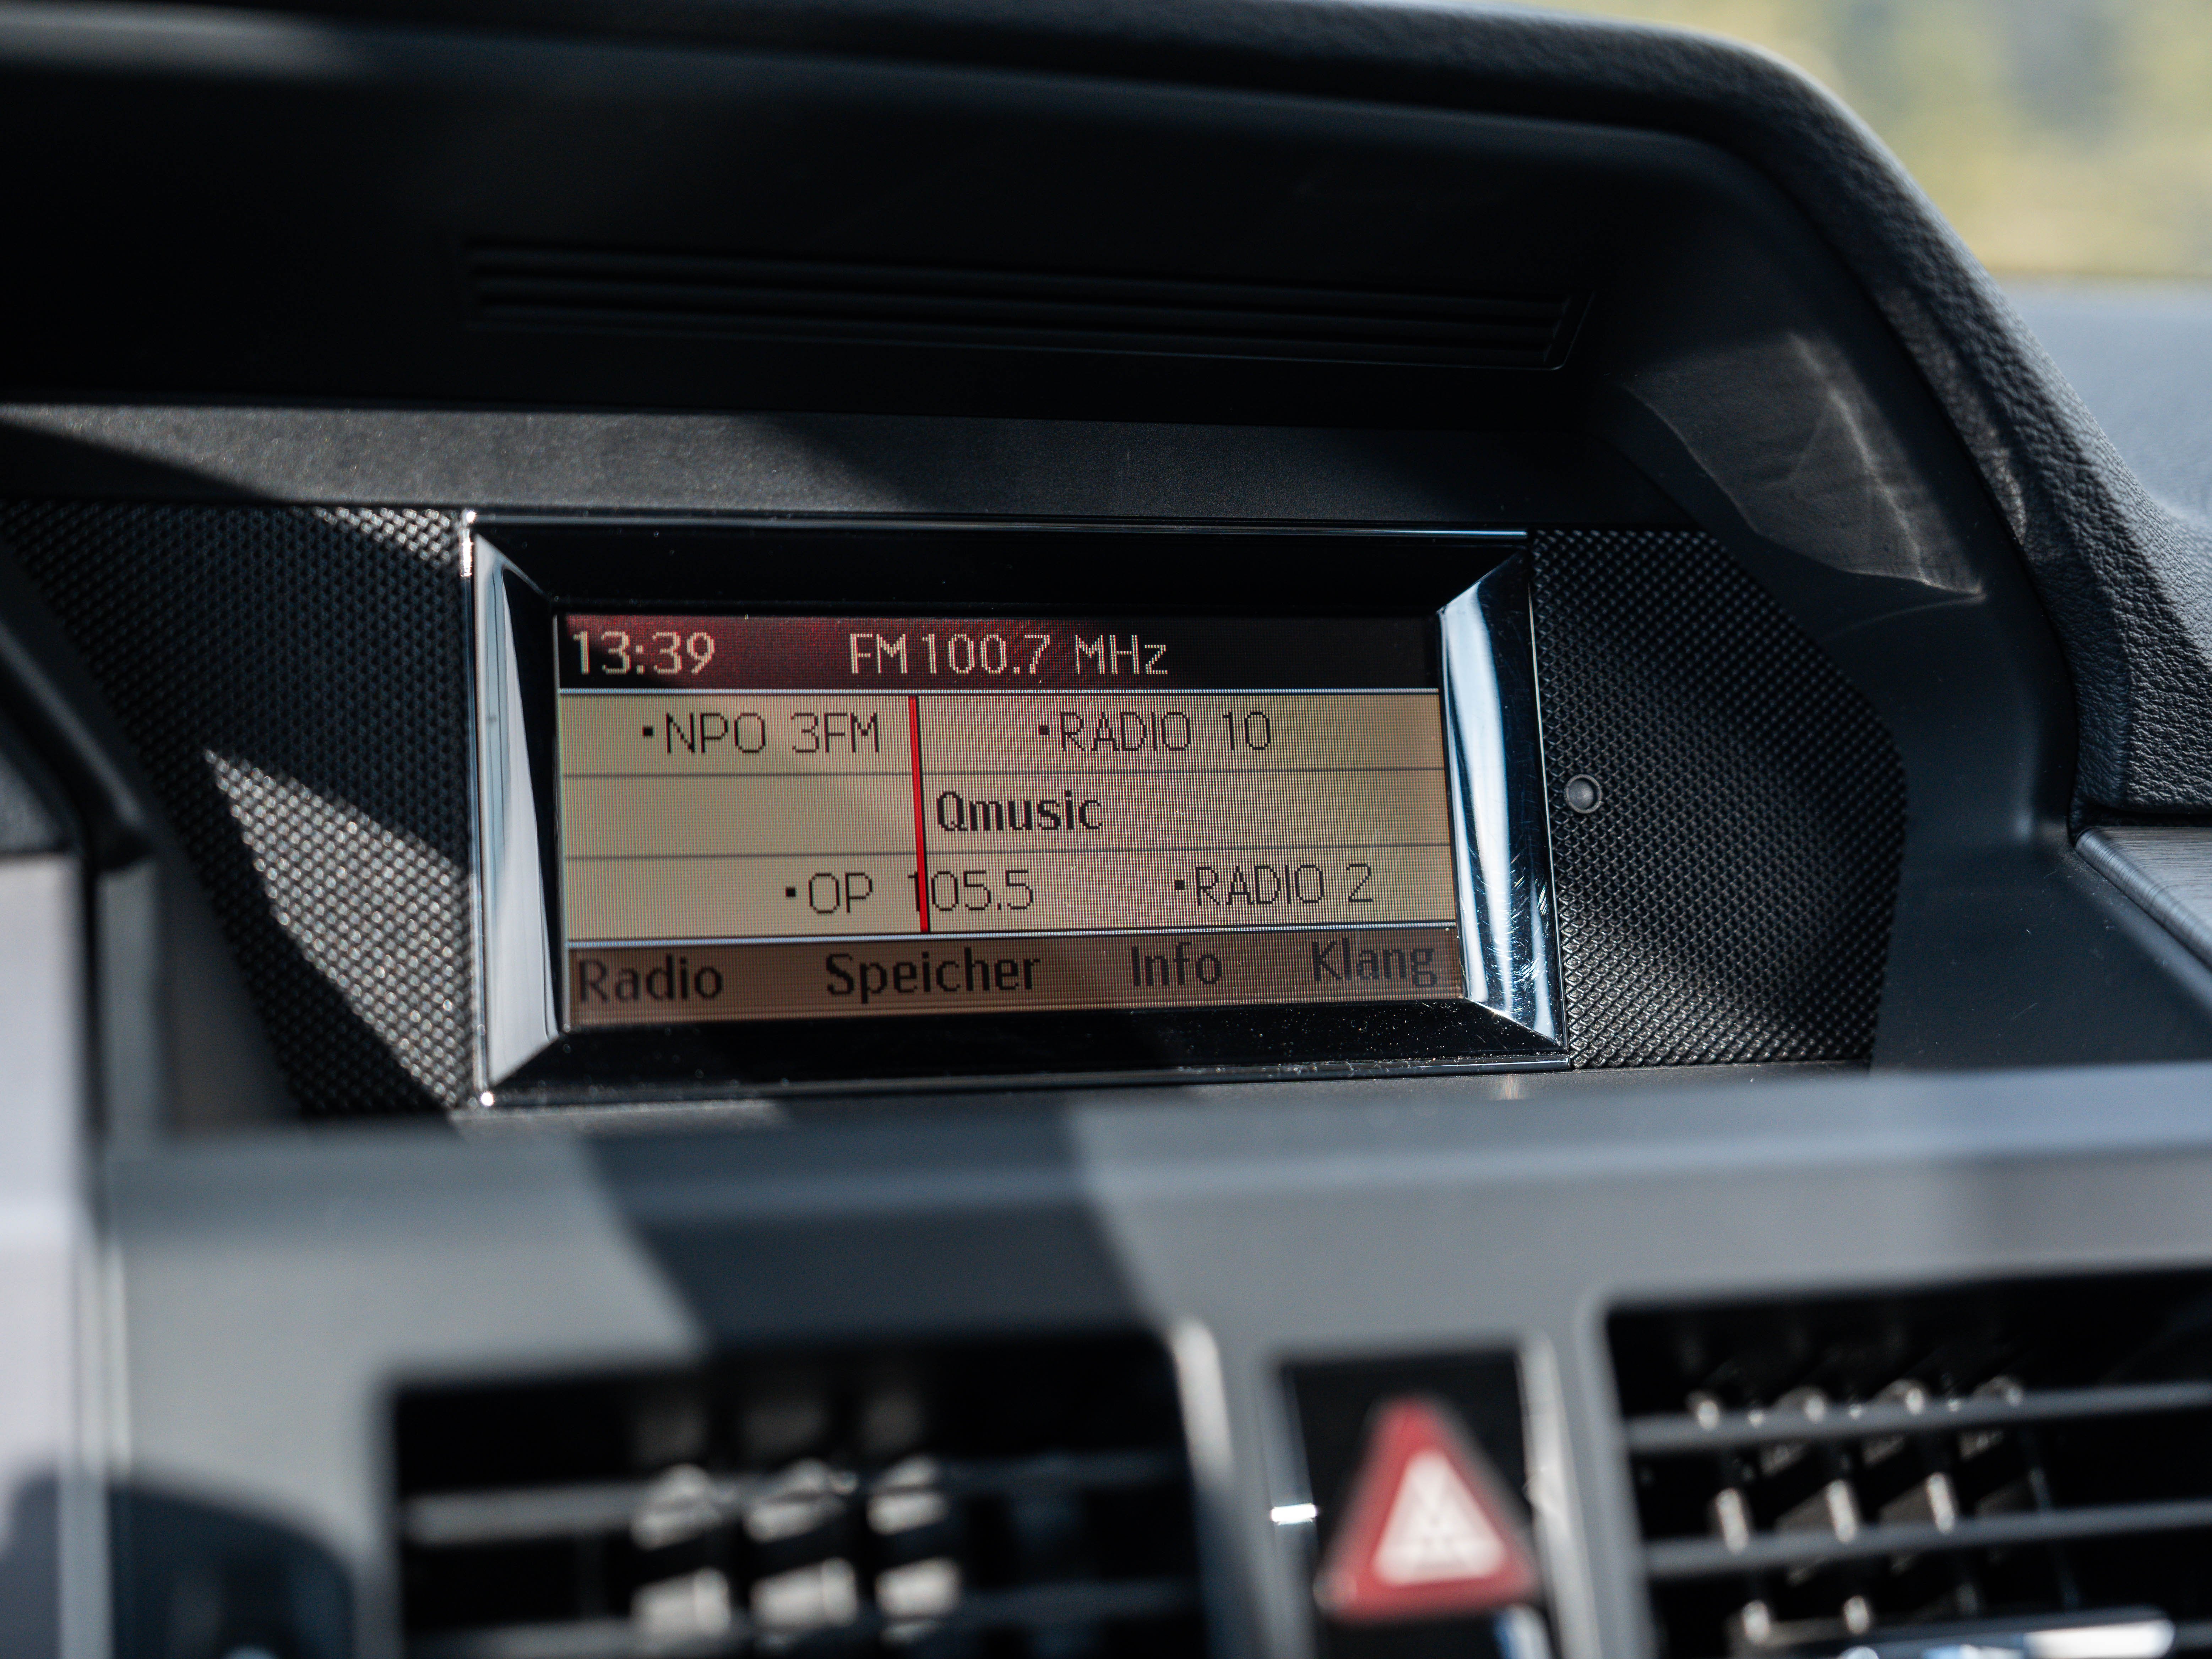 13:39 FM 100.7 MHz
·NPO 3FM ·RADIO 10
Qmusic
·OP 105.5 ·RADIO 2
Radio Speicher Info Klang